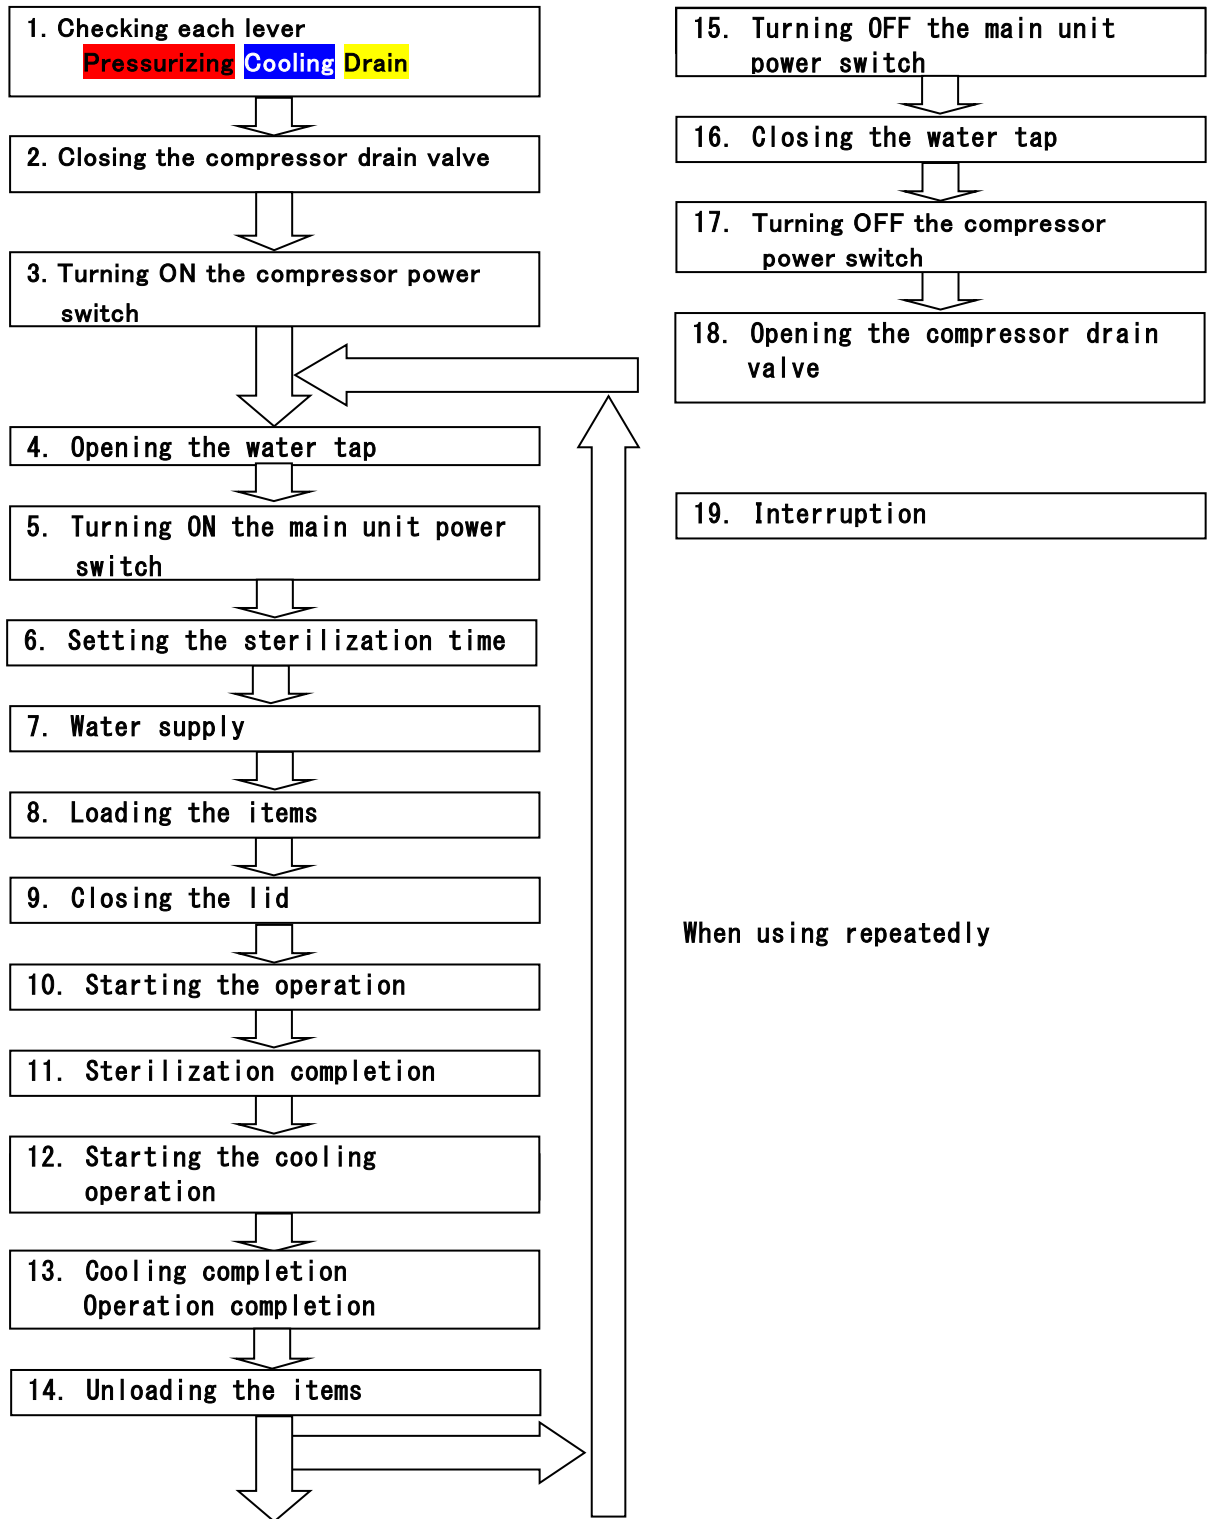 1. Checking each lever
Pressurizing Cooling Drain
2. Closing the compressor drain valve
3. Turning ON the compressor power
switch
4. Opening the water tap
5. Turning ON the main unit power
switch
6. Setting the sterilization time
7. Water supply
8. Loading the items
9. Closing the lid
10. Starting the operation
11. Sterilization completion
12. Starting the cooling
operation
13. Cooling completion
Operation completion
14. Unloading the items
15. Turning OFF the main unit
power switch
16. Closing the water tap
17. Turning OFF the compressor
power switch
18. Opening the compressor drain
valve
19. Interruption
When using repeatedly